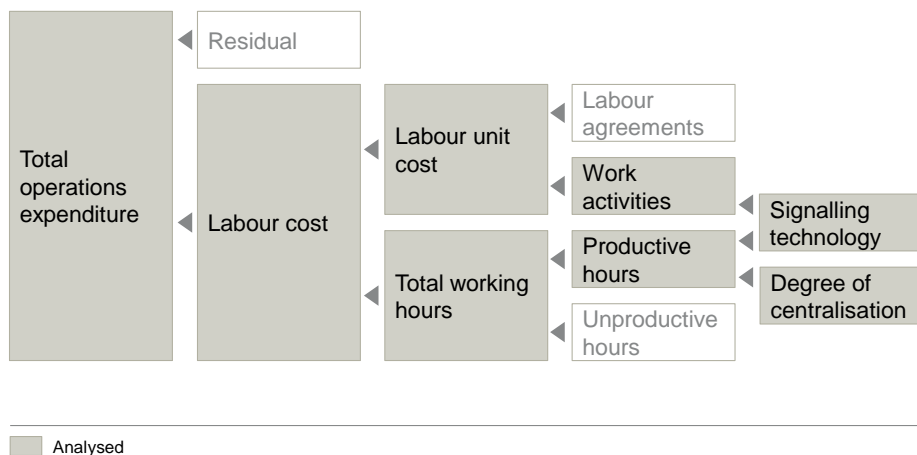 Residual
Total
operations
expenditure
Labour cost
Labour unit
cost
Total working
hours
Labour
agreements
Work
activities
Productive
hours
Unproductive
hours
Signalling
technology
Degree of
centralisation
Analysed